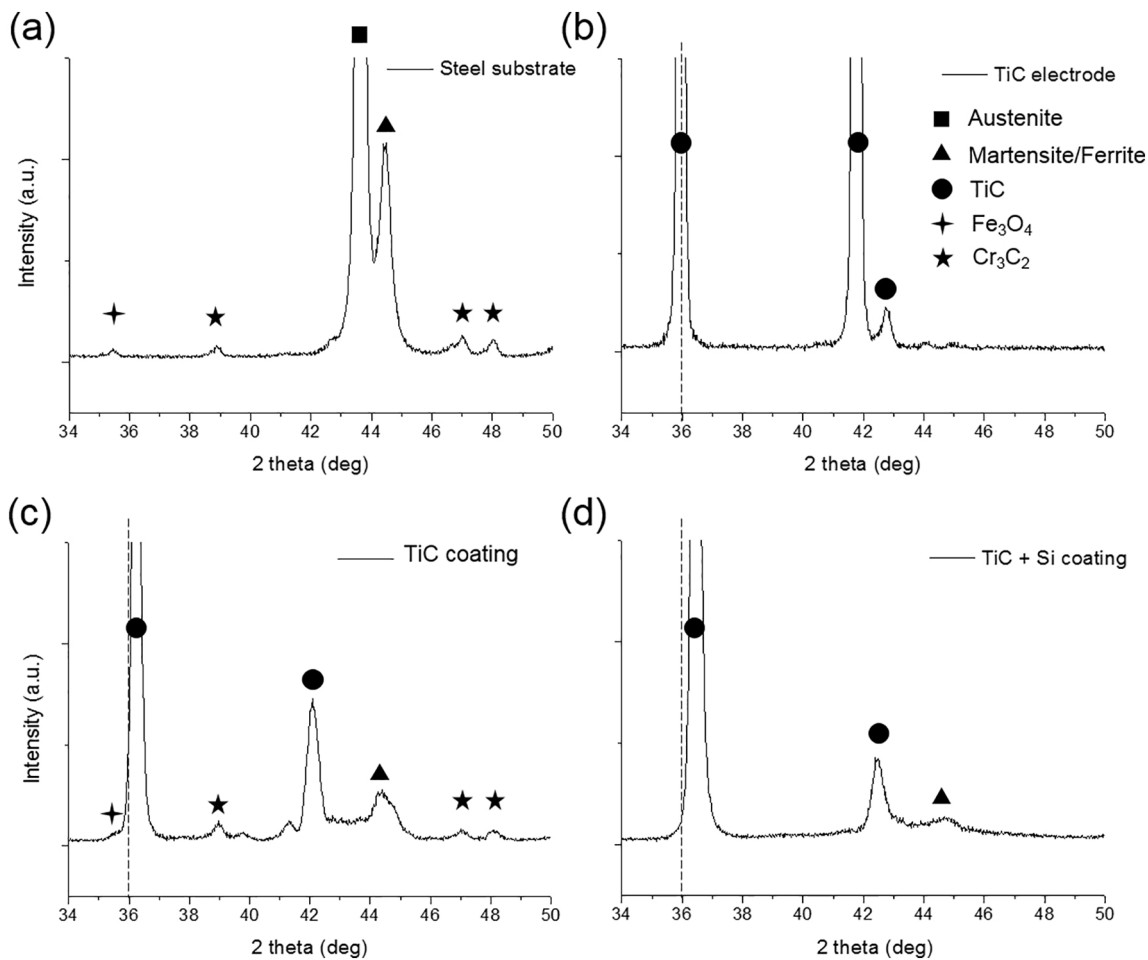 (a)
Steel substrate
Intensity (a.u.)
34 36 38 40 42 44 46 48 50
2 theta (deg)
(b)
TiC electrode
Austenite
Martensite/Ferrite
TiC
Fe₃O₄
Cr₃C₂
34 36 38 40 42 44 46 48 50
2 theta (deg)
(c)
TiC coating
Intensity (a.u.)
34 36 38 40 42 44 46 48 50
2 theta (deg)
(d)
TiC + Si coating
34 36 38 40 42 44 46 48 50
2 theta (deg)